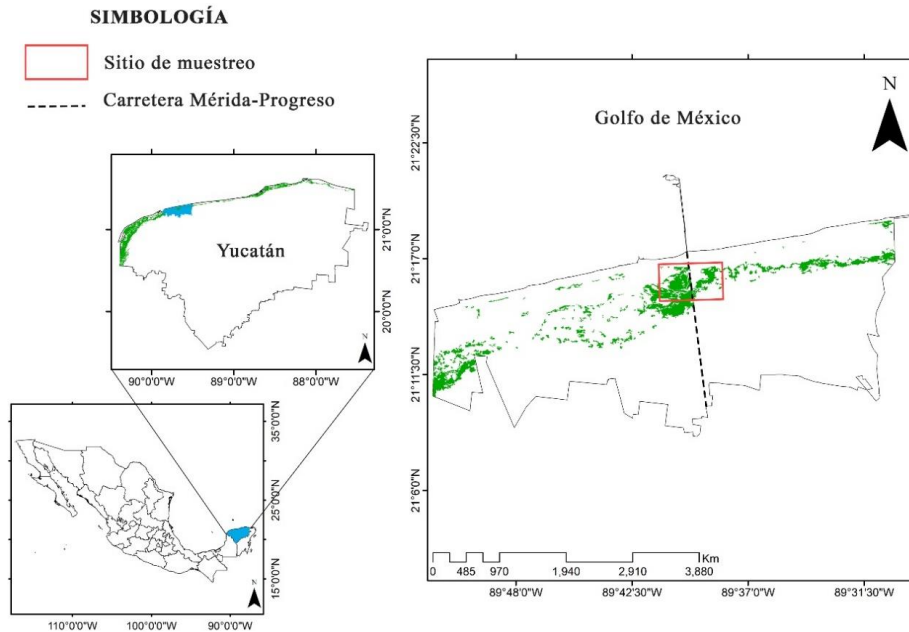 SIMBOLOGÍA
Sitio de muestreo
Carretera Mérida-Progreso
N
Golfo de México
21°22'30"N
21°17'0"N
21°11'30"N
21°6'0"N
Km
0 485 970 1,940 2,910 3,880
89°48'0"W 89°42'30"W 89°37'0"W 89°31'30"W
Yucatán
21°0'0"N
20°0'0"N
N
90°0'0"W 89°0'0"W 88°0'0"W
35°0'0"N
25°0'0"N
15°0'0"N
N
110°0'0"W 100°0'0"W 90°0'0"W